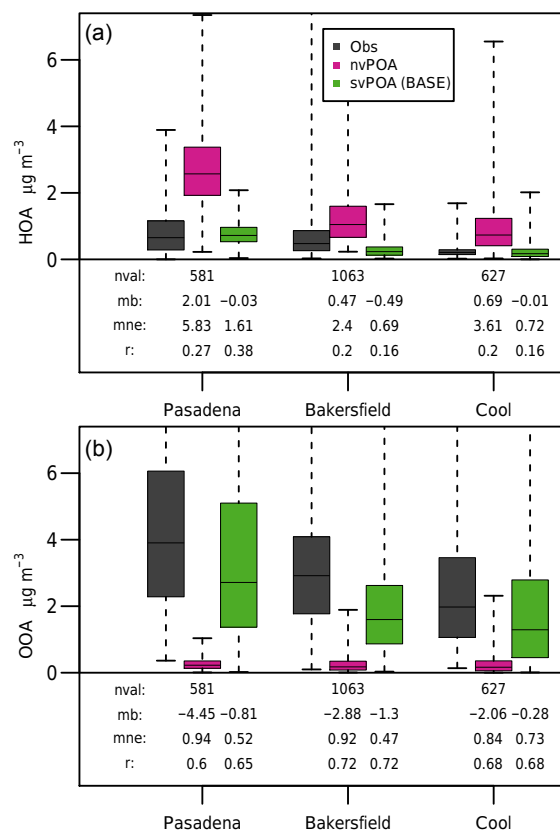 (a)
Obs
nvPOA
svPOA (BASE)
HOA µg m−3
6
4
2
0
nval: 581 1063 627
mb: 2.01 −0.03 0.47 −0.49 0.69 −0.01
mne: 5.83 1.61 2.4 0.69 3.61 0.72
r: 0.27 0.38 0.2 0.16 0.2 0.16
Pasadena Bakersfield Cool
(b)
OOA µg m−3
6
4
2
0
nval: 581 1063 627
mb: −4.45 −0.81 −2.88 −1.3 −2.06 −0.28
mne: 0.94 0.52 0.92 0.47 0.84 0.73
r: 0.6 0.65 0.72 0.72 0.68 0.68
Pasadena Bakersfield Cool